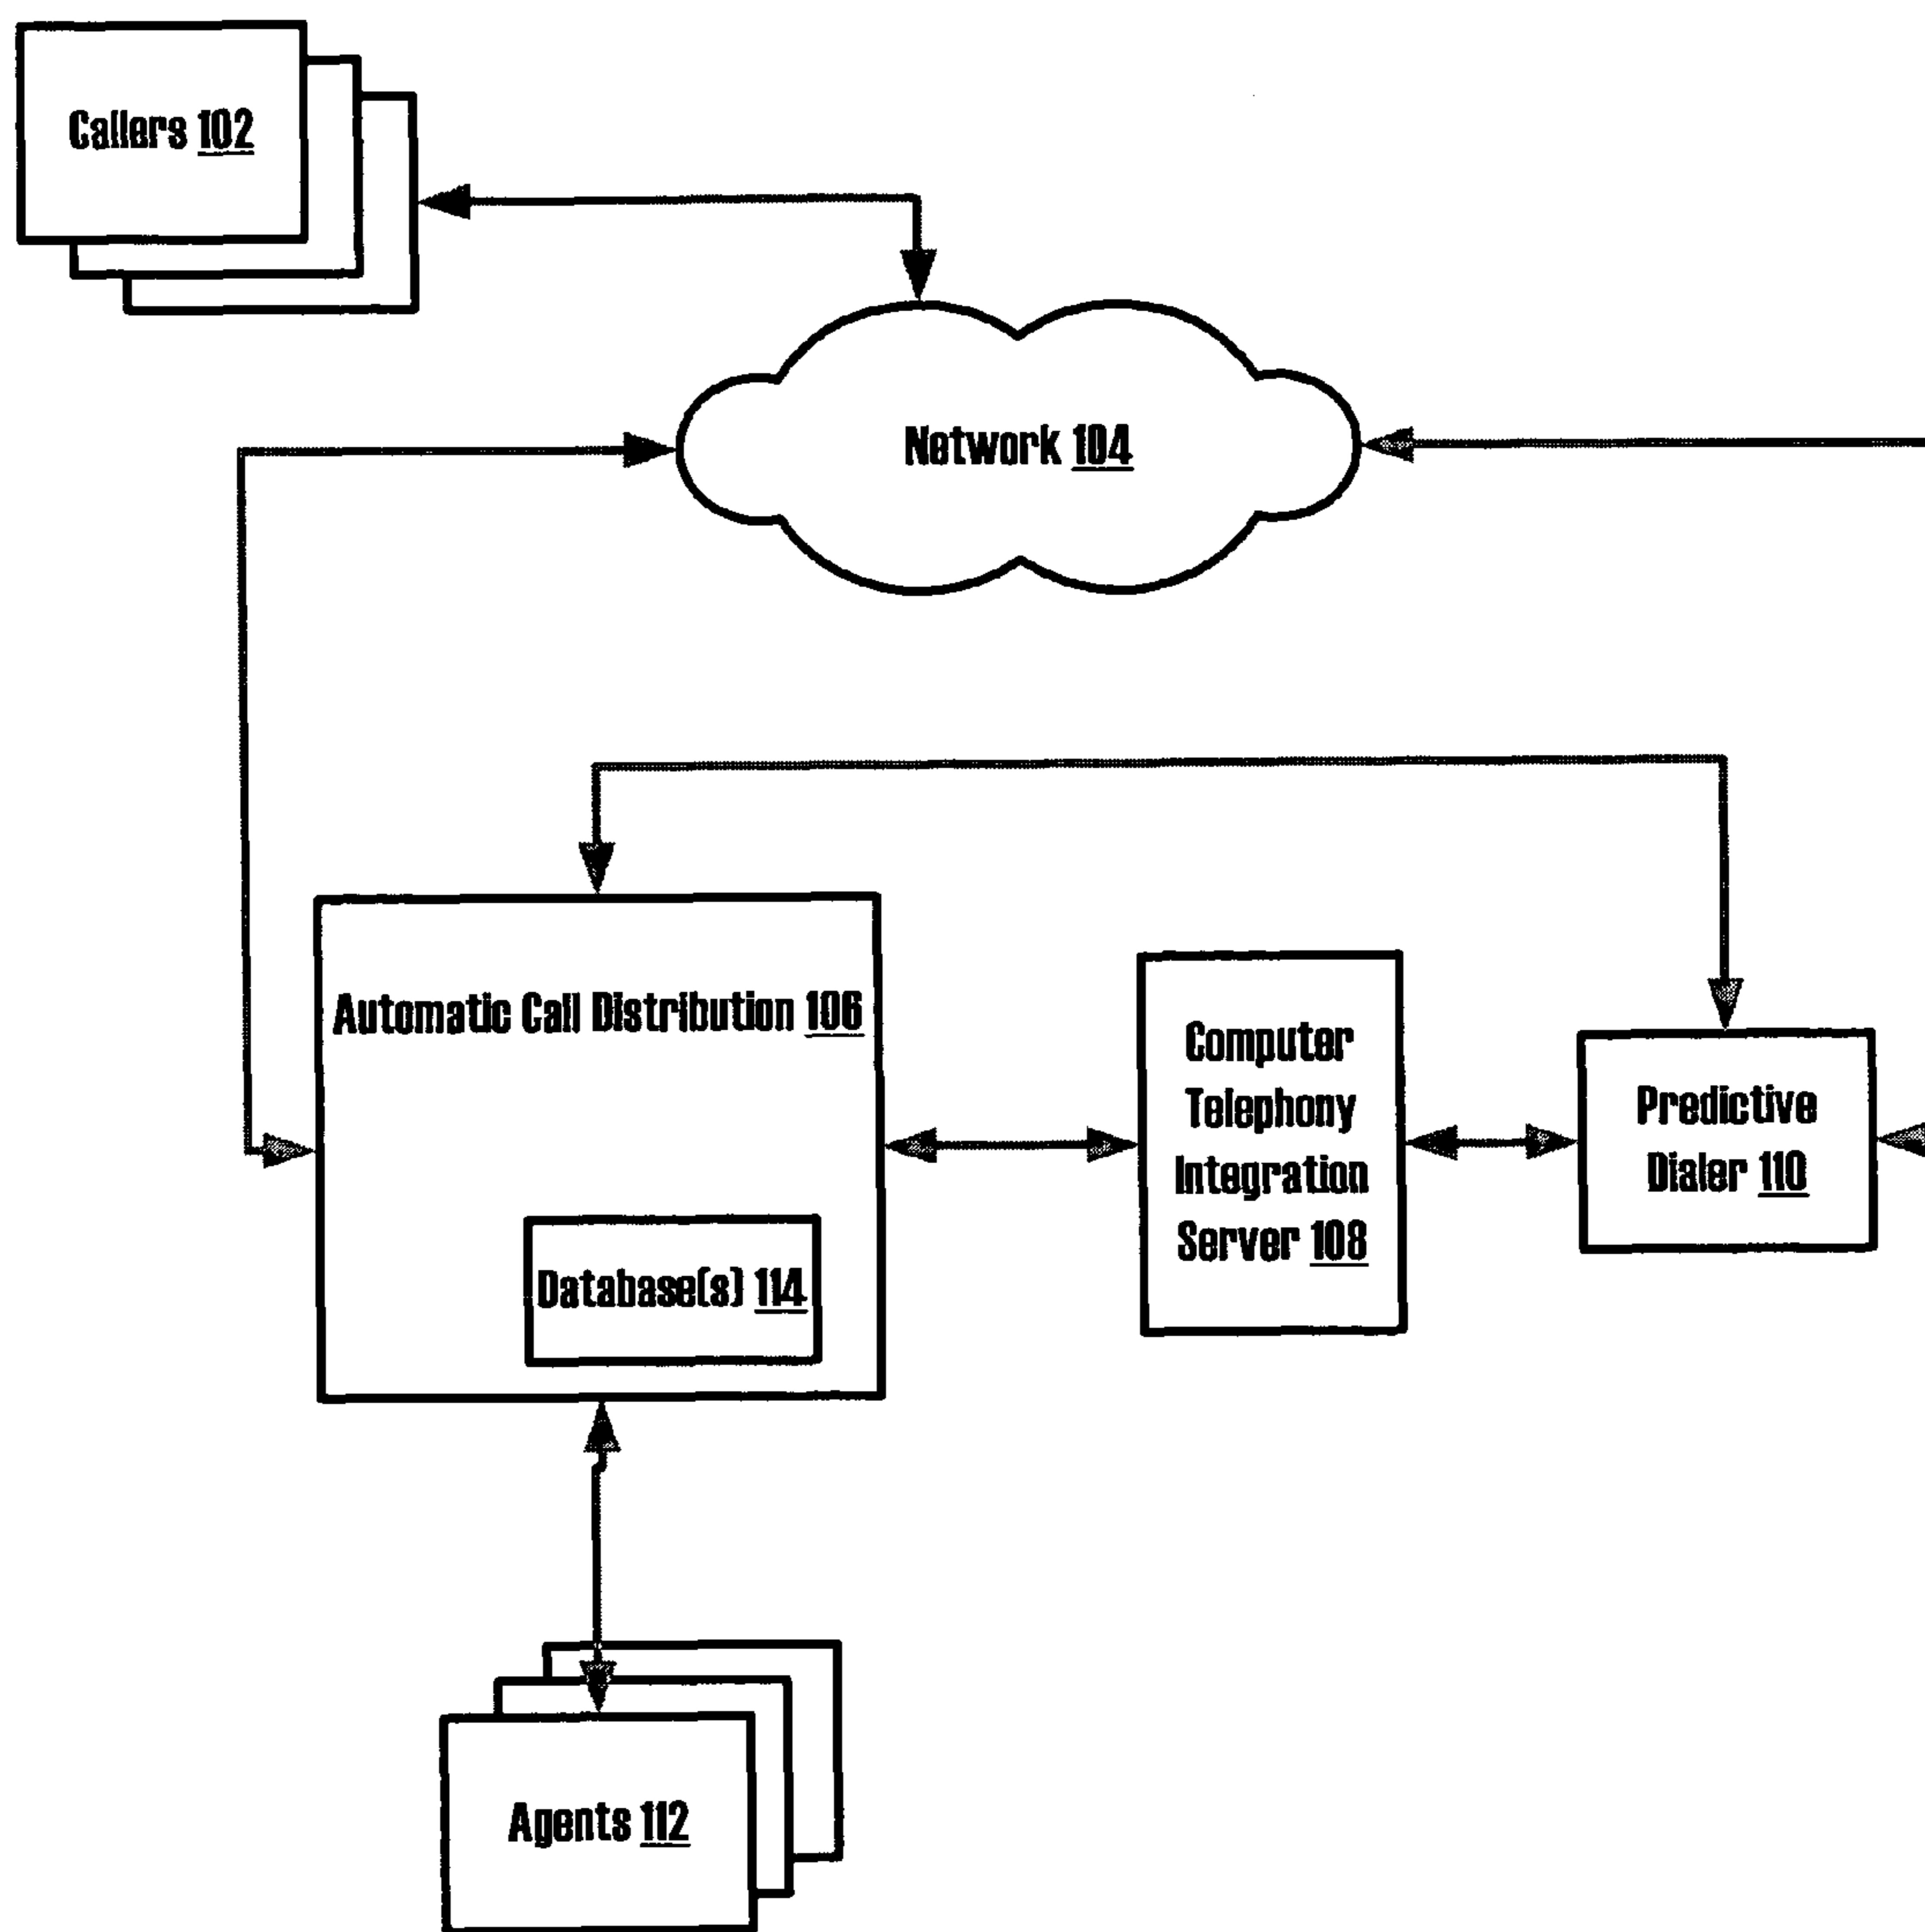 Callers 102
Network 104
Automatic Call Distribution 106
Computer
Telephony
Integration
Server 108
Predictive
Dialer 110
Database(s) 114
Agents 112